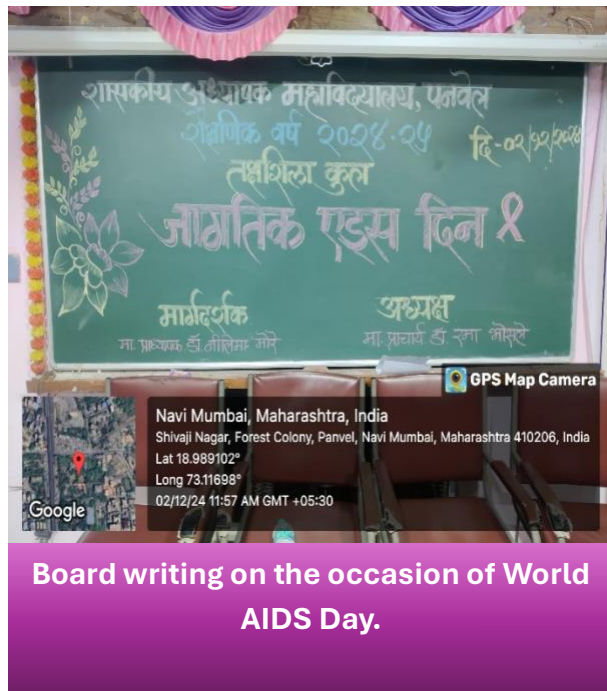 शासकीय अध्यापक महाविद्यालय, पनवेल
शैक्षणिक वर्ष २०२४-२५
दि-०२/१२/२०२४
तक्षशिला कुल
जागतिक एड्स दिन
मार्गदर्शक
अध्यक्ष
मा. प्राध्यापक डॉ. नीलिमा मोरे
मा. प्राचार्य डॉ. रमा भोसले
GPS Map Camera
Navi Mumbai, Maharashtra, India
Shivaji Nagar, Forest Colony, Panvel, Navi Mumbai, Maharashtra 410206, India
Lat 18.989102°
Long 73.11698°
02/12/24 11:57 AM GMT +05:30
Google
Board writing on the occasion of World
AIDS Day.